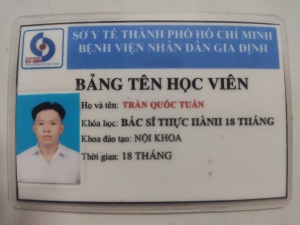 SỞ Y TẾ THÀNH PHỐ HỒ CHÍ MINH
BỆNH VIỆN NHÂN DÂN GIA ĐỊNH
BẢNG TÊN HỌC VIÊN
Họ và tên: TRẦN QUỐC TUẤN
Khóa học: BÁC SĨ THỰC HÀNH 18 THÁNG
Khoa đào tạo: NỘI KHOA
Thời gian: 18 THÁNG